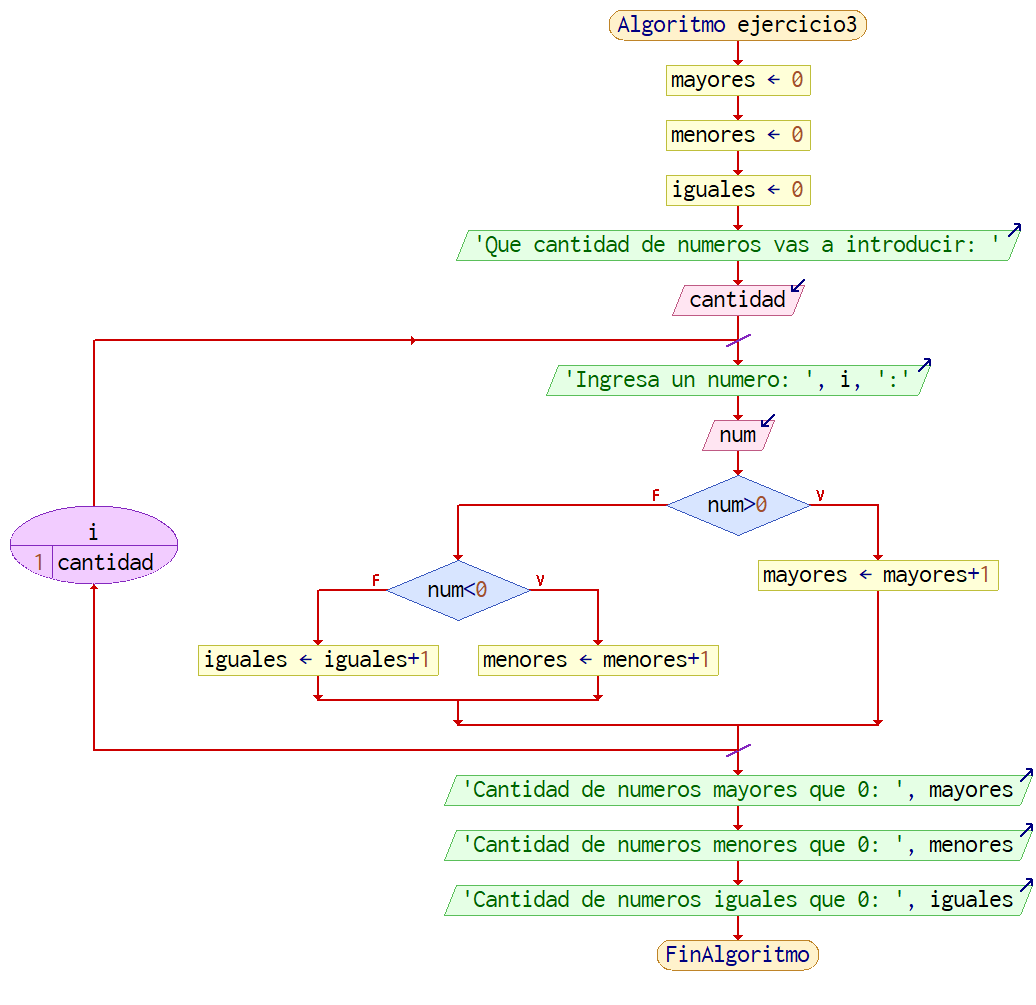 Algoritmo ejercicio3
mayores ← 0
menores ← 0
iguales ← 0
'Que cantidad de numeros vas a introducir: '
cantidad
'Ingresa un numero: ', i, ':'
num
num>0
F
V
mayores ← mayores+1
i
1 cantidad
num<0
F
V
iguales ← iguales+1
menores ← menores+1
'Cantidad de numeros mayores que 0: ', mayores
'Cantidad de numeros menores que 0: ', menores
'Cantidad de numeros iguales que 0: ', iguales
FinAlgoritmo